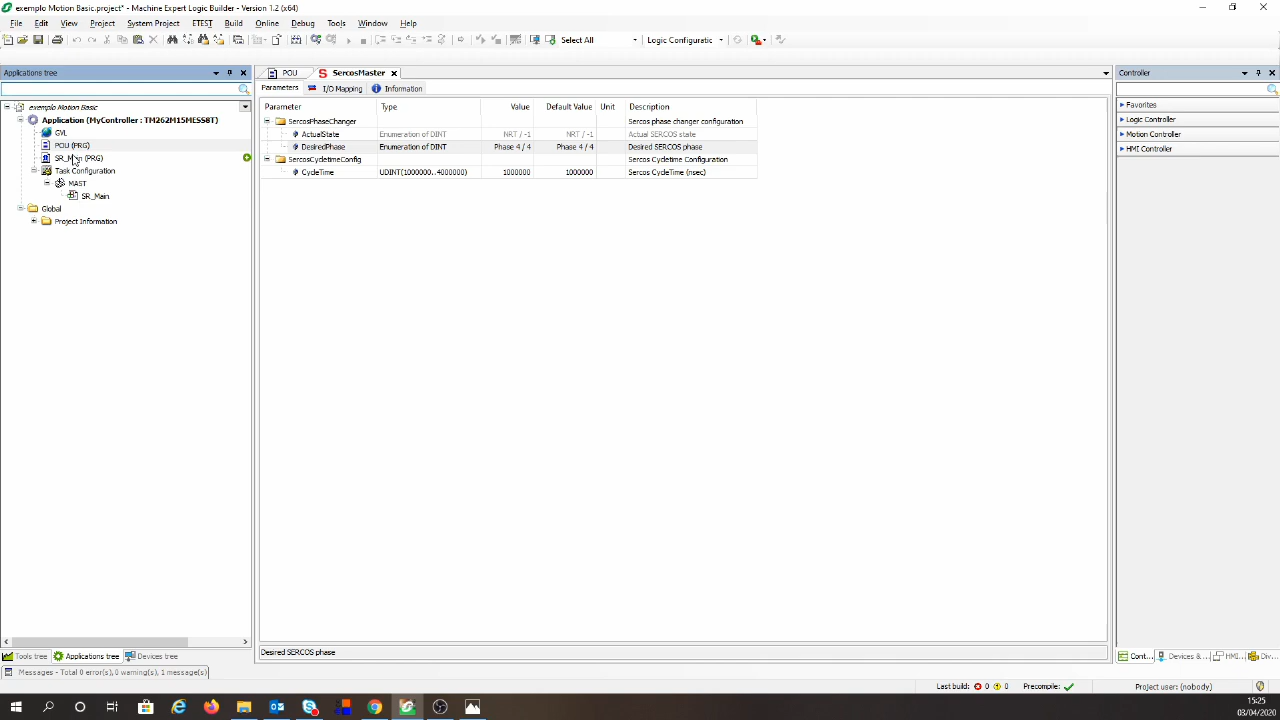 exemplo Motion Basic.project* - Machine Expert Logic Builder - Version 1.2 (x64)
File Edit View Project System Project ETEST Build Online Debug Tools Window Help
Select All Logic Configuratic
Applications tree
exemplo Motion Basic
Application (MyController : TM262M15MESS8T)
GVL
POU (PRG)
SR_Main (PRG)
Task Configuration
MAST
SR_Main
Global
Project Information
Tools tree Applications tree Devices tree
POU SercosMaster
Parameters I/O Mapping Information
Parameter Type Value Default Value Unit Description
SercosPhaseChanger Sercos phase changer configuration
ActualState Enumeration of DINT NRT / -1 NRT / -1 Actual SERCOS state
DesiredPhase Enumeration of DINT Phase 4 / 4 Phase 4 / 4 Desired SERCOS phase
SercosCycletimeConfig Sercos Cycletime Configuration
CycleTime UDINT(1000000..4000000) 1000000 1000000 Sercos CycleTime (nsec)
Desired SERCOS phase
Controller
Favorites
Logic Controller
Motion Controller
HMI Controller
Cont... Devices &... HMI... Div...
Messages - Total 0 error(s), 0 warning(s), 1 message(s)
Last build: 0 0 Precompile: Project user: (nobody)
15:25
03/04/2020